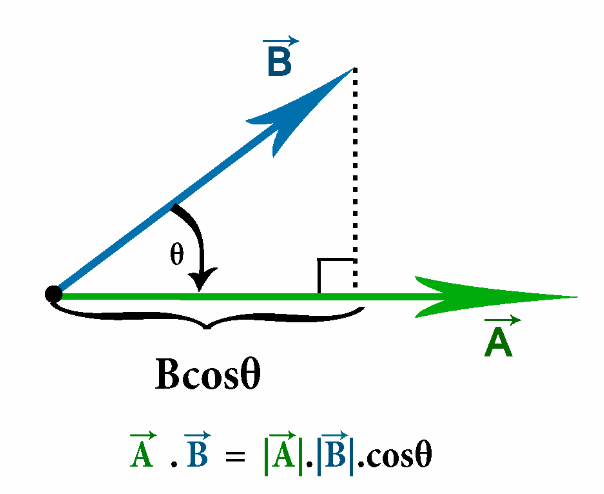 B⃗
θ
A⃗
Bcosθ
A⃗ . B⃗ = |A⃗|.|B⃗|.cosθ